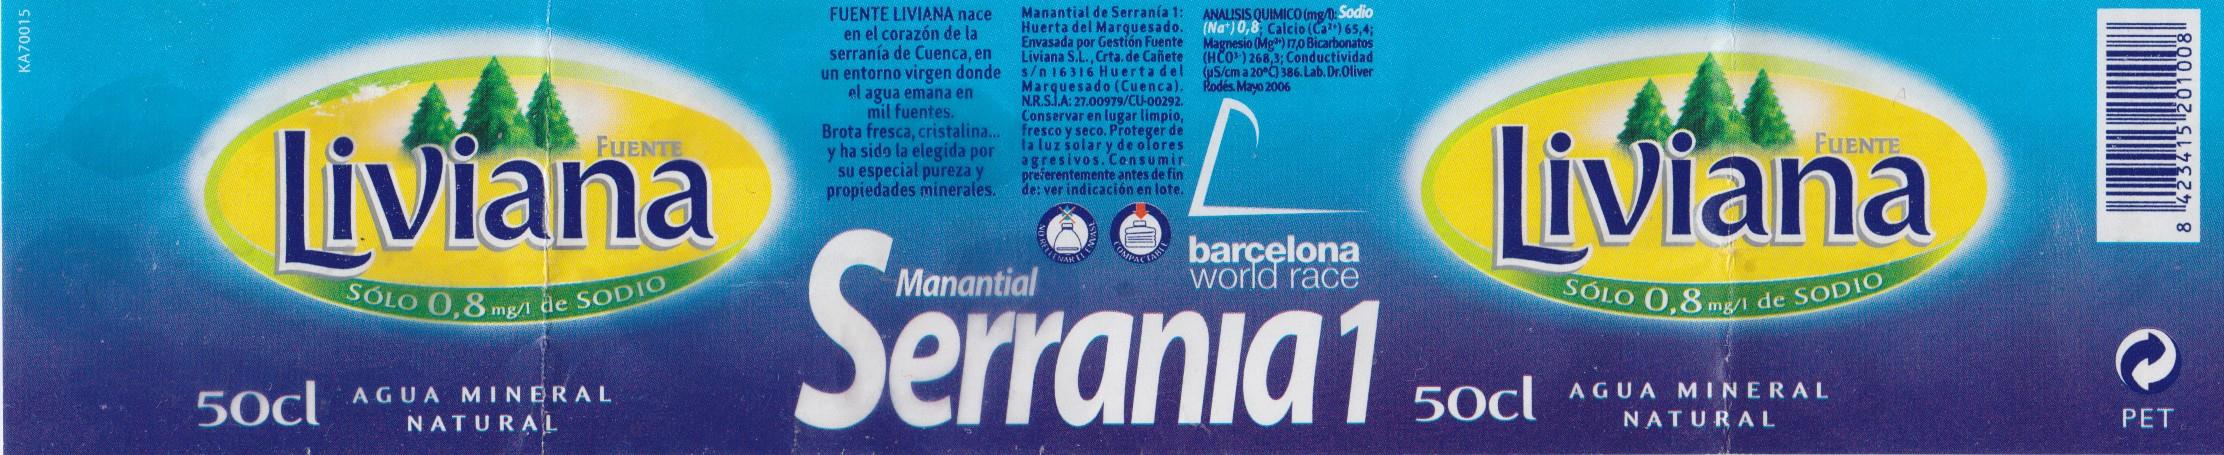 KA70015
FUENTE
Liviana
SÓLO 0,8 mg/l de SODIO
50cl
AGUA MINERAL
NATURAL
FUENTE LIVIANA nace
en el corazón de la
serranía de Cuenca, en
un entorno virgen donde
el agua emana en
mil fuentes.
Brota fresca, cristalina...
y ha sido la elegida por
su especial pureza y
propiedades minerales.
Manantial de Serranía 1:
Huerta del Marquesado.
Envasada por Gestión Fuente
Liviana S.L., Crta. de Cañete
s/n 16316 Huerta del
Marquesado (Cuenca).
N.R.S.I.A: 27.00979/CU-00292.
Conservar en lugar limpio,
fresco y seco. Proteger de
la luz solar y de olores
agresivos. Consumir
preferentemente antes de fin
de: ver indicación en lote.
NO RELLENAR EL ENVASE
COMPACTABLE
ANALISIS QUIMICO (mg/l): Sodio
(Na⁺) 0,8; Calcio (Ca²⁺) 65,4;
Magnesio (Mg²⁺) 17,0 Bicarbonatos
(HCO³⁻) 268,3; Conductividad
(µS/cm a 20ºC) 386. Lab. Dr. Oliver
Rodés. Mayo 2006
barcelona
world race
Manantial
Serranía 1
FUENTE
Liviana
SÓLO 0,8 mg/l de SODIO
50cl
AGUA MINERAL
NATURAL
8 423415 201008
PET